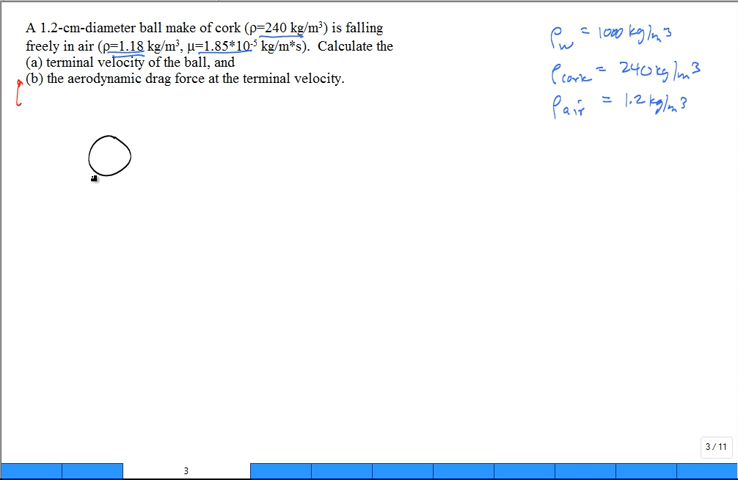 A 1.2-cm-diameter ball make of cork (ρ=240 kg/m³) is falling
freely in air (ρ=1.18 kg/m³, μ=1.85*10⁻⁵ kg/m*s). Calculate the
(a) terminal velocity of the ball, and
(b) the aerodynamic drag force at the terminal velocity.
ρw = 1000 kg/m³
ρcork = 240 kg/m³
ρair = 1.2 kg/m³
3 / 11
3